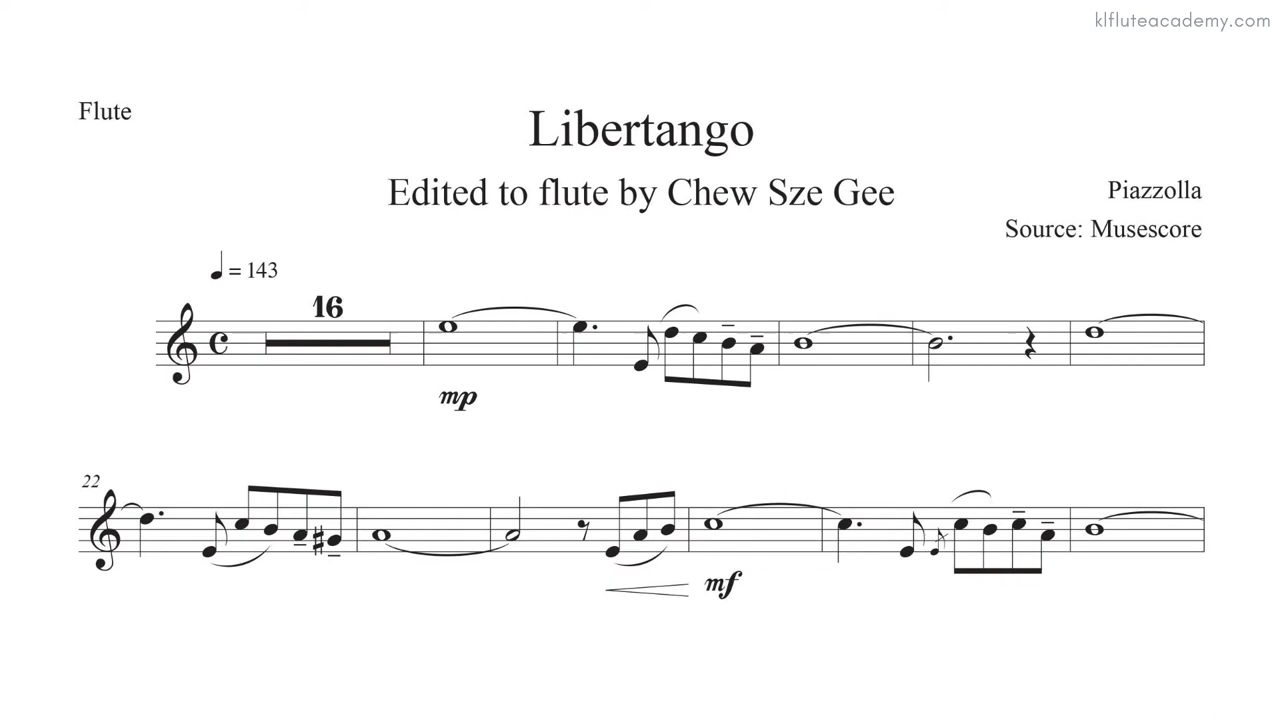 klfluteacademy.com
Flute
Libertango
Edited to flute by Chew Sze Gee
Piazzolla
Source: Musescore
= 143
16
mp
22
mf